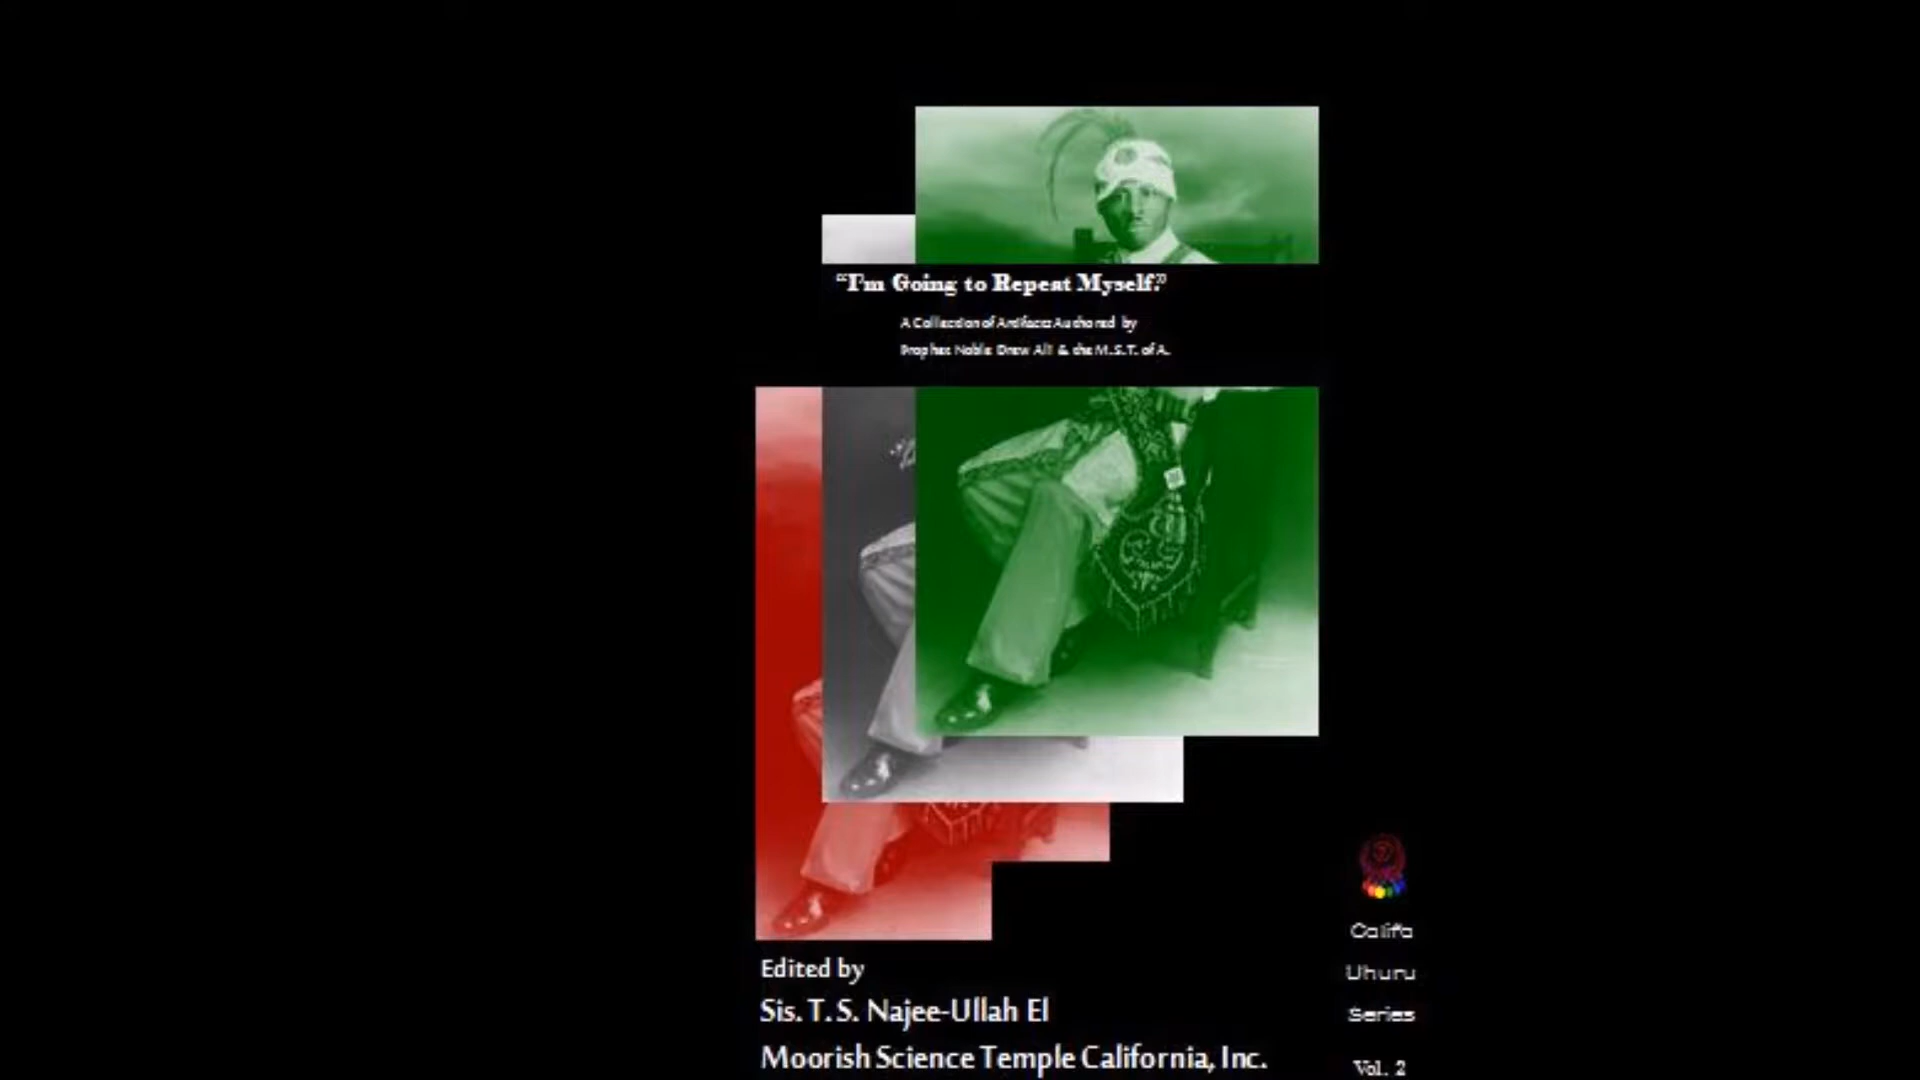 “I'm Going to Repeat Myself.”
A Collection of Artifacts Authored by
Prophet Noble Drew Ali & the M.S.T. of A.
Edited by
Sis. T. S. Najee-Ullah El
Moorish Science Temple California, Inc.
Califa
Uhuru
Series
Vol. 2